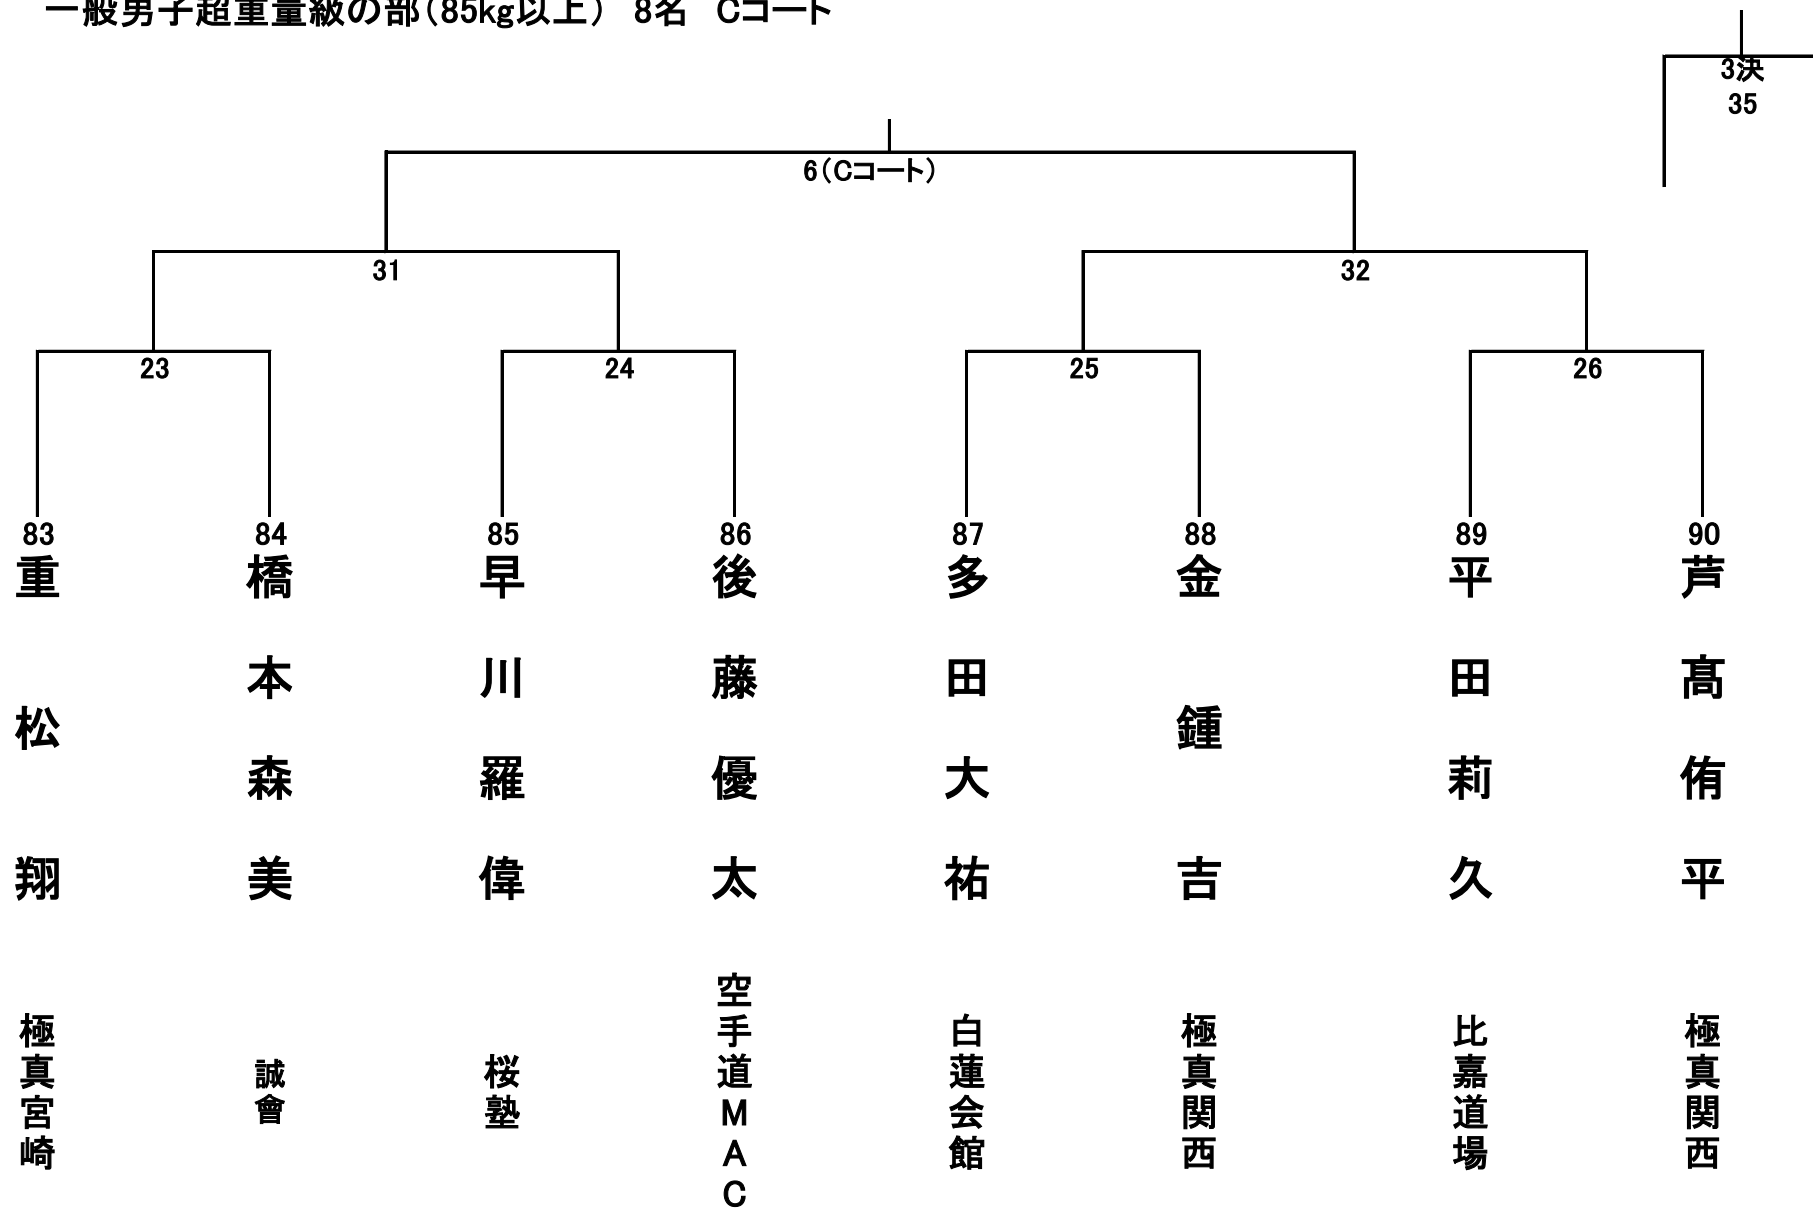 一般男子超重量級の部（85kg以上） 8名 Cコート
3決
35
6（Cコート）
31
32
23
24
25
26
83
84
85
86
87
88
89
90
重松翔
橋本森美
早川羅偉
後藤優太
多田大祐
金鍾吉
平田莉久
芦髙侑平
極真宮崎
誠會
桜塾
空手道MAC
白蓮会館
極真関西
比嘉道場
極真関西